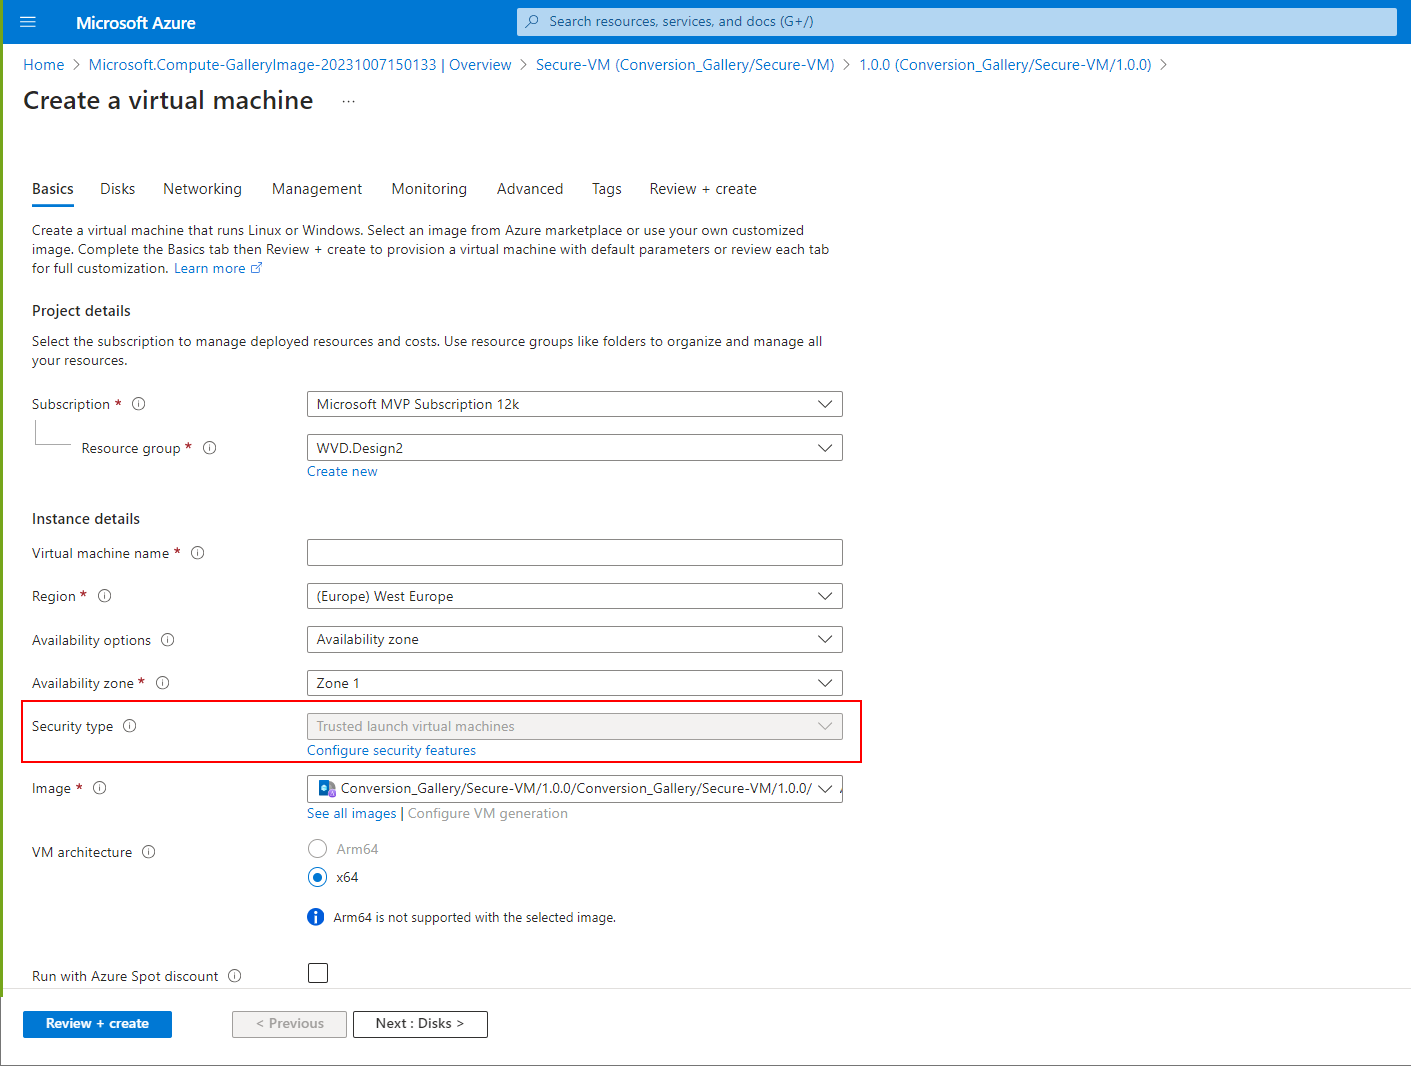 Microsoft Azure
Search resources, services, and docs (G+/)
Home > Microsoft.Compute-GalleryImage-20231007150133 | Overview > Secure-VM (Conversion_Gallery/Secure-VM) > 1.0.0 (Conversion_Gallery/Secure-VM/1.0.0) >
Create a virtual machine ...
Basics Disks Networking Management Monitoring Advanced Tags Review + create
Create a virtual machine that runs Linux or Windows. Select an image from Azure marketplace or use your own customized
image. Complete the Basics tab then Review + create to provision a virtual machine with default parameters or review each tab
for full customization. Learn more
Project details
Select the subscription to manage deployed resources and costs. Use resource groups like folders to organize and manage all
your resources.
Subscription *
Microsoft MVP Subscription 12k
Resource group *
WVD.Design2
Create new
Instance details
Virtual machine name *
Region *
(Europe) West Europe
Availability options
Availability zone
Availability zone *
Zone 1
Security type
Trusted launch virtual machines
Configure security features
Image *
Conversion_Gallery/Secure-VM/1.0.0/Conversion_Gallery/Secure-VM/1.0.0/
See all images | Configure VM generation
VM architecture
Arm64
x64
Arm64 is not supported with the selected image.
Run with Azure Spot discount
Review + create
< Previous
Next : Disks >